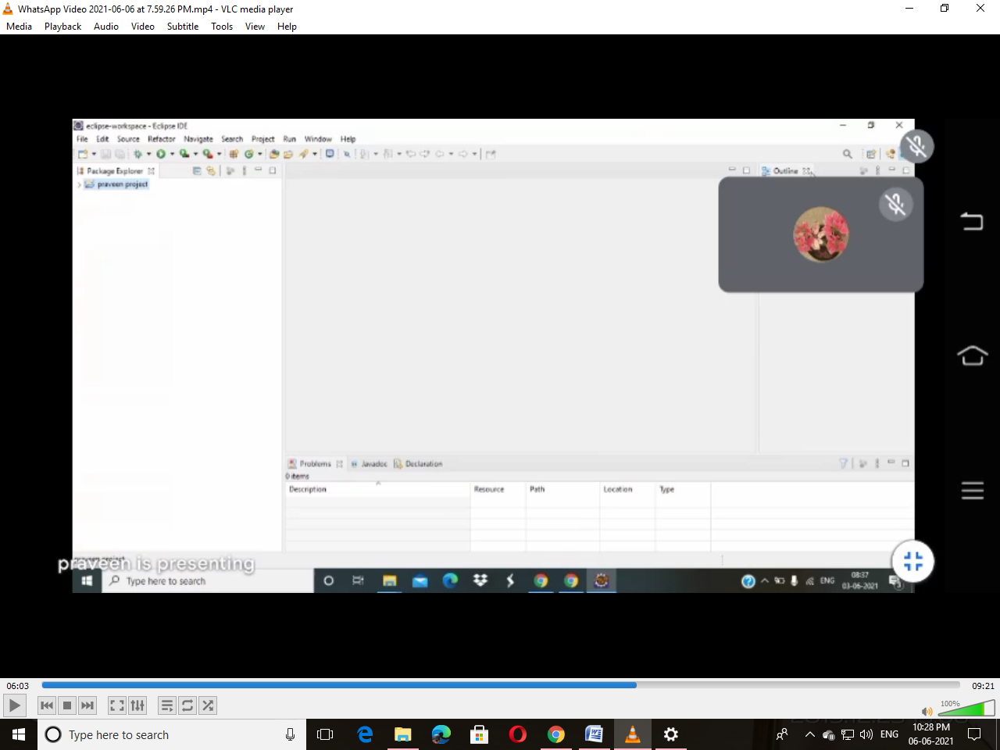 WhatsApp Video 2021-06-06 at 7.59.26 PM.mp4 - VLC media player
Media Playback Audio Video Subtitle Tools View Help
eclipse-workspace - Eclipse IDE
File Edit Source Refactor Navigate Search Project Run Window Help
Package Explorer
Outline
praveen project
Problems Javadoc Declaration
0 items
Description Resource Path Location Type
praveen is presenting
Type here to search
ENG
08:37
03-06-2021
06:03
09:21
100%
Type here to search
ENG
10:28 PM
06-06-2021